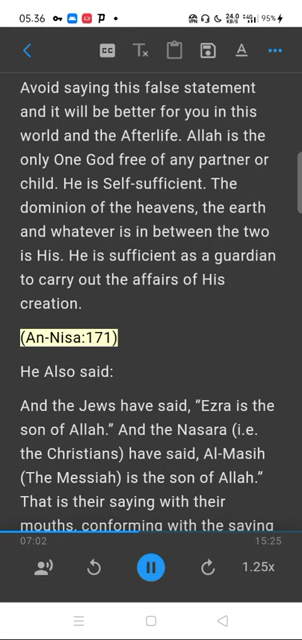 05.36
24.0 KB/S
4G
95%
CC
Avoid saying this false statement
and it will be better for you in this
world and the Afterlife. Allah is the
only One God free of any partner or
child. He is Self-sufficient. The
dominion of the heavens, the earth
and whatever is in between the two
is His. He is sufficient as a guardian
to carry out the affairs of His
creation.
(An-Nisa:171)
He Also said:
And the Jews have said, “Ezra is the
son of Allah.” And the Nasara (i.e.
the Christians) have said, Al-Masih
(The Messiah) is the son of Allah.”
That is their saying with their
mouths, conforming with the saying
07:02
15:25
1.25x